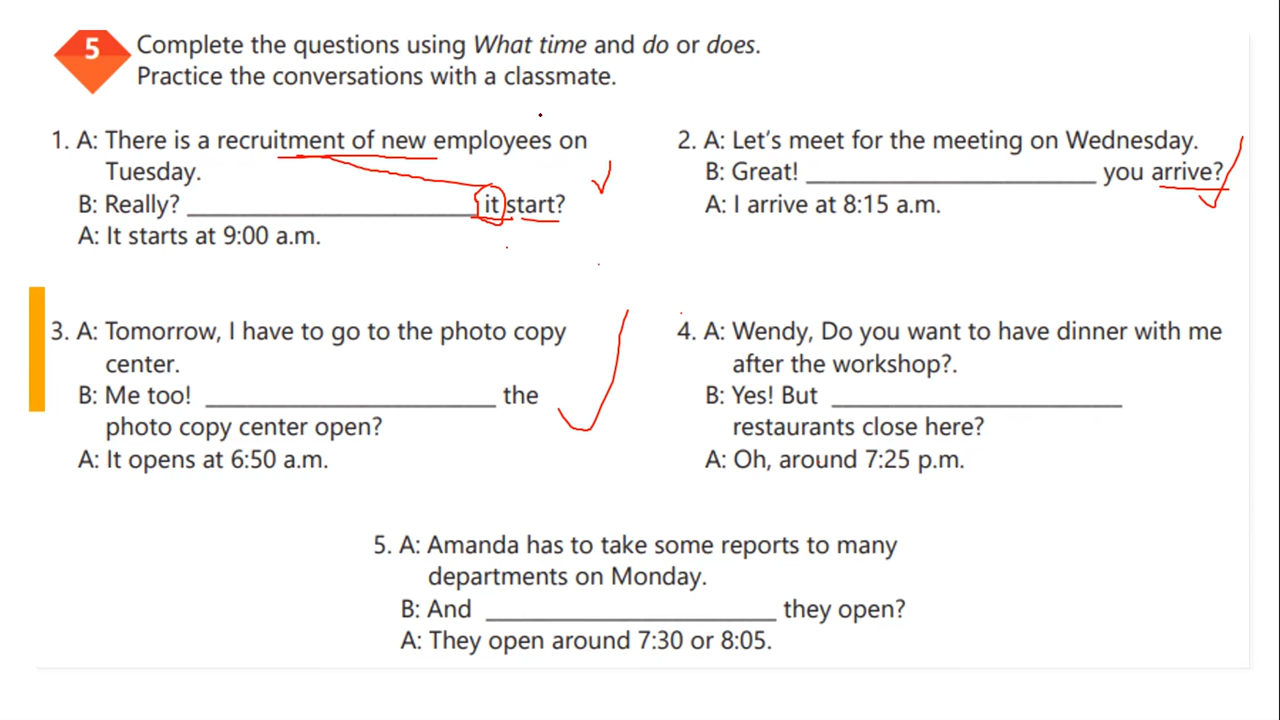 5
Complete the questions using What time and do or does.
Practice the conversations with a classmate.
1. A: There is a recruitment of new employees on
Tuesday.
B: Really? ______________________ it start?
A: It starts at 9:00 a.m.
2. A: Let's meet for the meeting on Wednesday.
B: Great! ______________________ you arrive?
A: I arrive at 8:15 a.m.
3. A: Tomorrow, I have to go to the photo copy
center.
B: Me too! ______________________ the
photo copy center open?
A: It opens at 6:50 a.m.
4. A: Wendy, Do you want to have dinner with me
after the workshop?.
B: Yes! But ______________________
restaurants close here?
A: Oh, around 7:25 p.m.
5. A: Amanda has to take some reports to many
departments on Monday.
B: And ______________________ they open?
A: They open around 7:30 or 8:05.